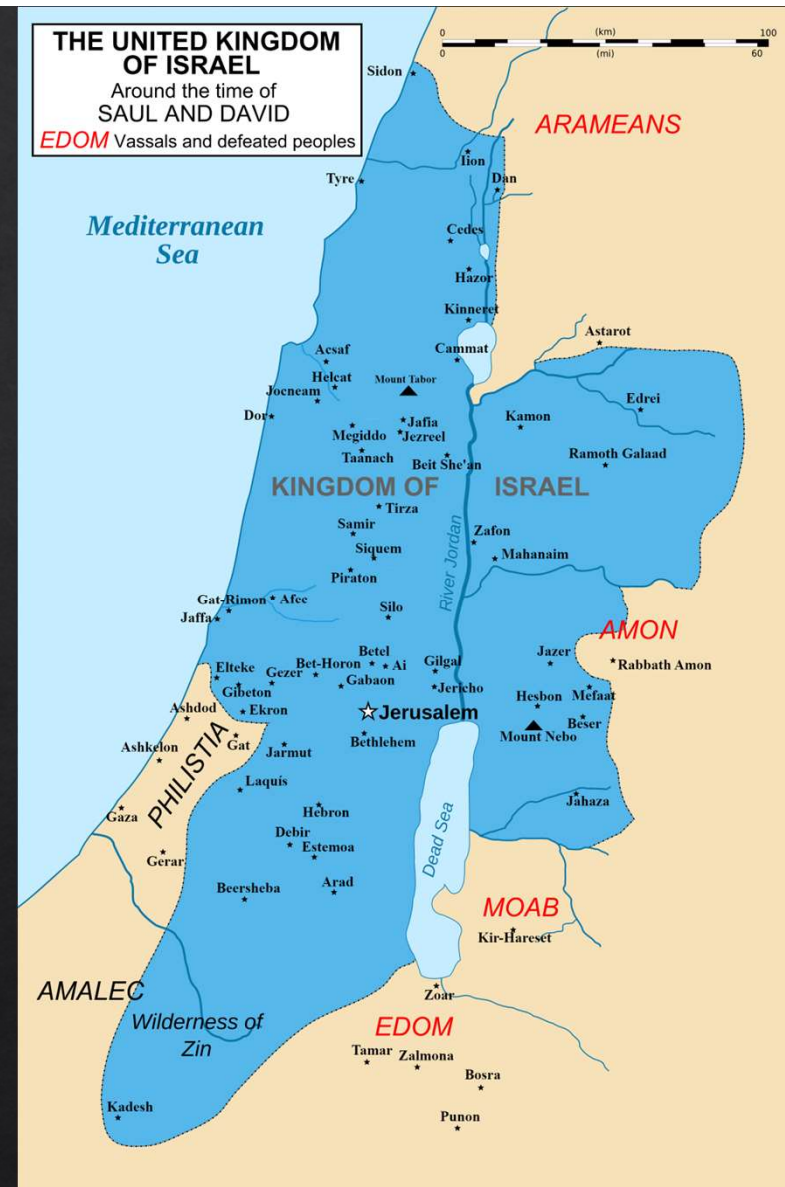 THE UNITED KINGDOM
OF ISRAEL
Around the time of
SAUL AND DAVID
EDOM Vassals and defeated peoples
0 (km) 100
0 (mi) 60
Sidon
ARAMEANS
Iion
Tyre
Dan
Mediterranean
Sea
Cedes
Hazor
Kinneret
Astarot
Acsaf
Cammat
Helcat
Mount Tabor
Jocneam
Edrei
Dor
Jafia
Kamon
Megiddo
Jezreel
Taanach
Beit She'an
Ramoth Galaad
KINGDOM OF ISRAEL
Tirza
Samir
Zafon
Siquem
Mahanaim
River Jordan
Piraton
Gat-Rimon
Afec
Jaffa
Silo
AMON
Betel
Jazer
Rabbath Amon
Elteke
Bet-Horon
Ai
Gilgal
Gezer
Gabaon
Gibeton
Jericho
Hesbon
Mefaat
Ashdod
Ekron
Jerusalem
Beser
Gat
Bethlehem
Mount Nebo
Ashkelon
Jarmut
PHILISTIA
Laquís
Jahaza
Gaza
Hebron
Dead Sea
Debir
Estemoa
Gerar
Beersheba
Arad
MOAB
Kir-Hareset
AMALEC
Zoar
Wilderness of
Zin
EDOM
Tamar
Zalmona
Bosra
Kadesh
Punon